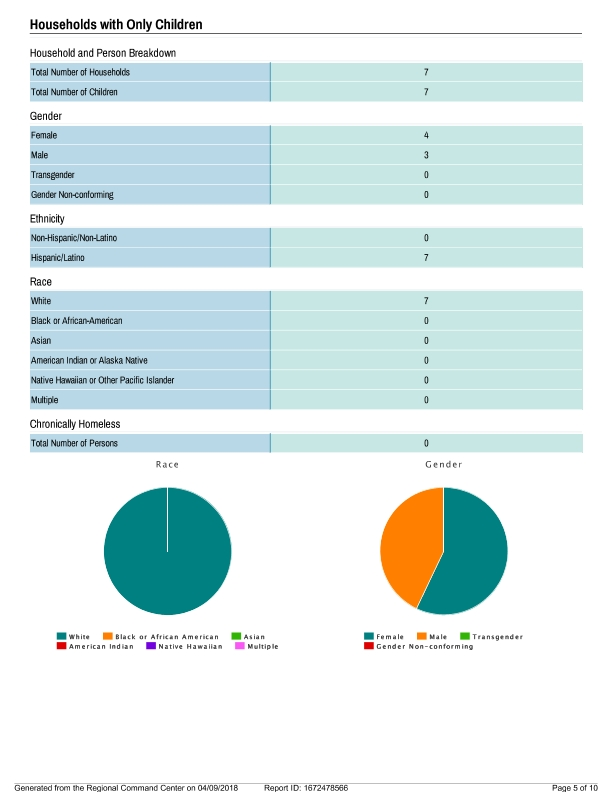 Households with Only Children
Household and Person Breakdown
Total Number of Households 7
Total Number of Children 7
Gender
Female 4
Male 3
Transgender 0
Gender Non-conforming 0
Ethnicity
Non-Hispanic/Non-Latino 0
Hispanic/Latino 7
Race
White 7
Black or African-American 0
Asian 0
American Indian or Alaska Native 0
Native Hawaiian or Other Pacific Islander 0
Multiple 0
Chronically Homeless
Total Number of Persons 0
Race Gender
White Black or African American Asian
American Indian Native Hawaiian Multiple
Female Male Transgender
Gender Non-conforming
Generated from the Regional Command Center on 04/09/2018 Report ID: 1672478566 Page 5 of 10